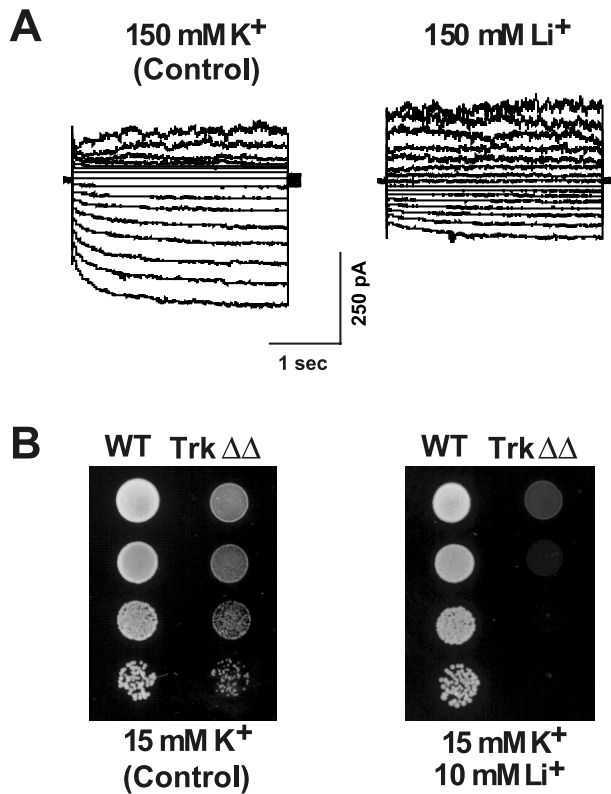 A
150 mM K+
(Control)
150 mM Li+
250 pA
1 sec
B
WT Trk ΔΔ
WT Trk ΔΔ
15 mM K+
(Control)
15 mM K+
10 mM Li+